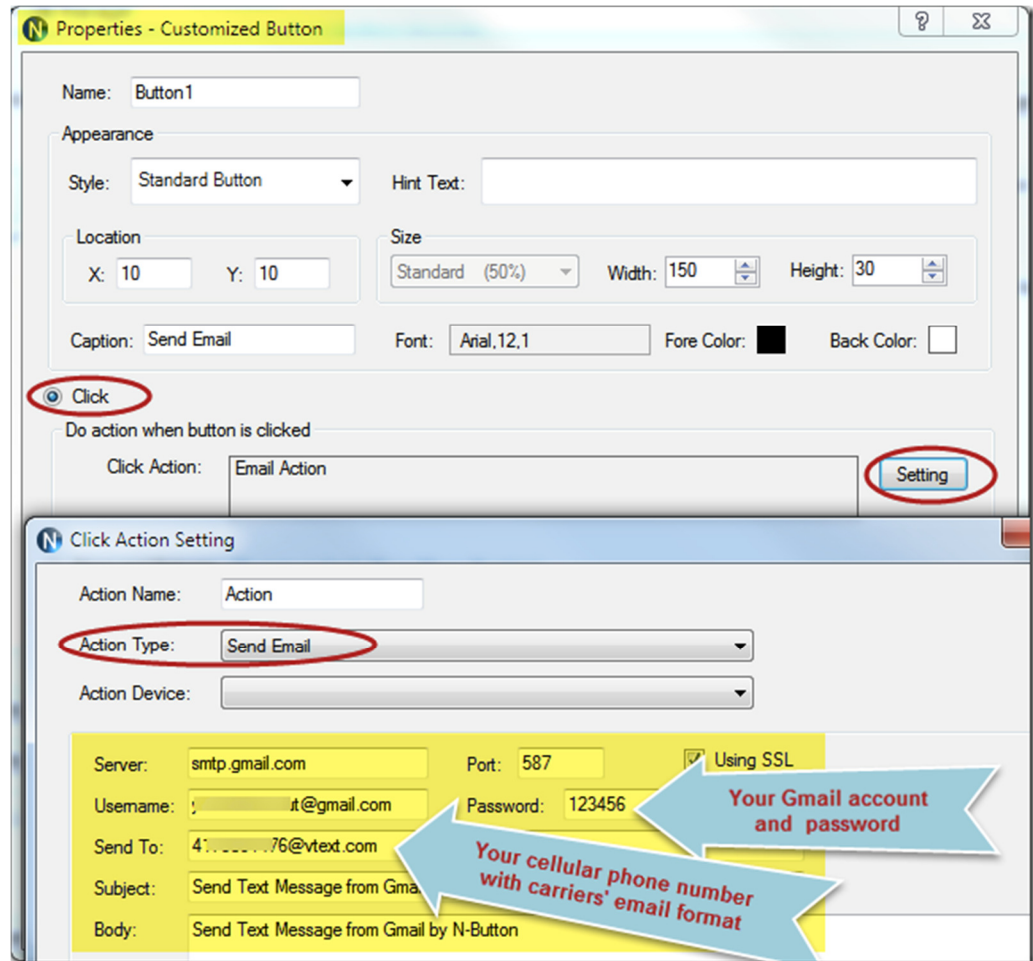 Properties - Customized Button
Name: Button1
Appearance
Style: Standard Button Hint Text:
Location Size
X: 10 Y: 10 Standard (50%) Width: 150 Height: 30
Caption: Send Email Font: Arial,12,1 Fore Color: Back Color:
Click
Do action when button is clicked
Click Action: Email Action Setting
Click Action Setting
Action Name: Action
Action Type: Send Email
Action Device:
Server: smtp.gmail.com Port: 587 Using SSL
Username: @gmail.com Password: 123456
Your Gmail account
and password
Send To: @vtext.com
Your cellular phone number
with carriers' email format
Subject: Send Text Message from
Body: Send Text Message from Gmail by N-Button